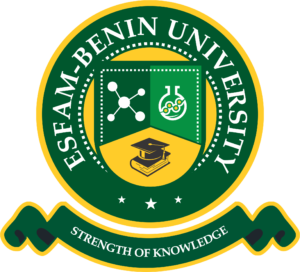 ESFAM-BENIN UNIVERSITY
STRENGTH OF KNOWLEDGE